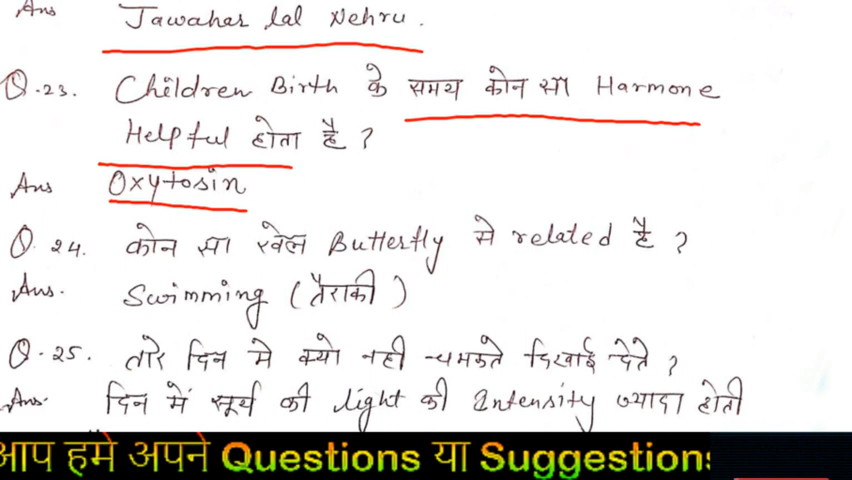 Ans Jawahar lal Nehru.
Q.23. Children Birth के समय कोन सा Harmone
Helpful होता है ?
Ans Oxytosin
Q. 24. कोन सा खेल Butterfly से related है ?
Ans. Swimming (तैराकी)
Q.25. तारे दिन मे क्यो नही चमकते दिखाई देते ?
Ans. दिन में सूर्य की light की Intensity ज्यादा होती
आप हमे अपने Questions या Suggestions